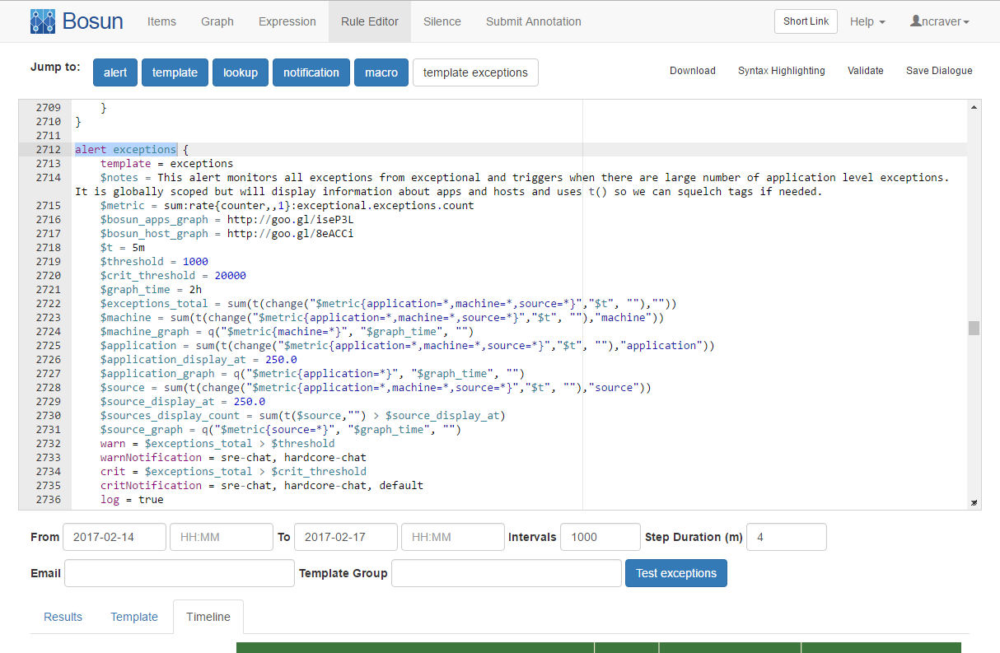 Bosun Items Graph Expression Rule Editor Silence Submit Annotation Short Link Help ncraver
Jump to: alert template lookup notification macro template exceptions Download Syntax Highlighting Validate Save Dialogue
2709     }
2710 }
2711
2712 alert exceptions {
2713     template = exceptions
2714     $notes = This alert monitors all exceptions from exceptional and triggers when there are large number of application level exceptions.
It is globally scoped but will display information about apps and hosts and uses t() so we can squelch tags if needed.
2715     $metric = sum:rate{counter,,1}:exceptional.exceptions.count
2716     $bosun_apps_graph = http://goo.gl/iseP3L
2717     $bosun_host_graph = http://goo.gl/8eACCi
2718     $t = 5m
2719     $threshold = 1000
2720     $crit_threshold = 20000
2721     $graph_time = 2h
2722     $exceptions_total = sum(t(change("$metric{application=*,machine=*,source=*}","$t", ""),""))
2723     $machine = sum(t(change("$metric{application=*,machine=*,source=*}","$t", ""),"machine"))
2724     $machine_graph = q("$metric{machine=*}", "$graph_time", "")
2725     $application = sum(t(change("$metric{application=*,machine=*,source=*}","$t", ""),"application"))
2726     $application_display_at = 250.0
2727     $application_graph = q("$metric{application=*}", "$graph_time", "")
2728     $source = sum(t(change("$metric{application=*,machine=*,source=*}","$t", ""),"source"))
2729     $source_display_at = 250.0
2730     $sources_display_count = sum(t($source,"") > $source_display_at)
2731     $source_graph = q("$metric{source=*}", "$graph_time", "")
2732     warn = $exceptions_total > $threshold
2733     warnNotification = sre-chat, hardcore-chat
2734     crit = $exceptions_total > $crit_threshold
2735     critNotification = sre-chat, hardcore-chat, default
2736     log = true
From 2017-02-14 HH:MM To 2017-02-17 HH:MM Intervals 1000 Step Duration (m) 4
Email Template Group Test exceptions
Results Template Timeline